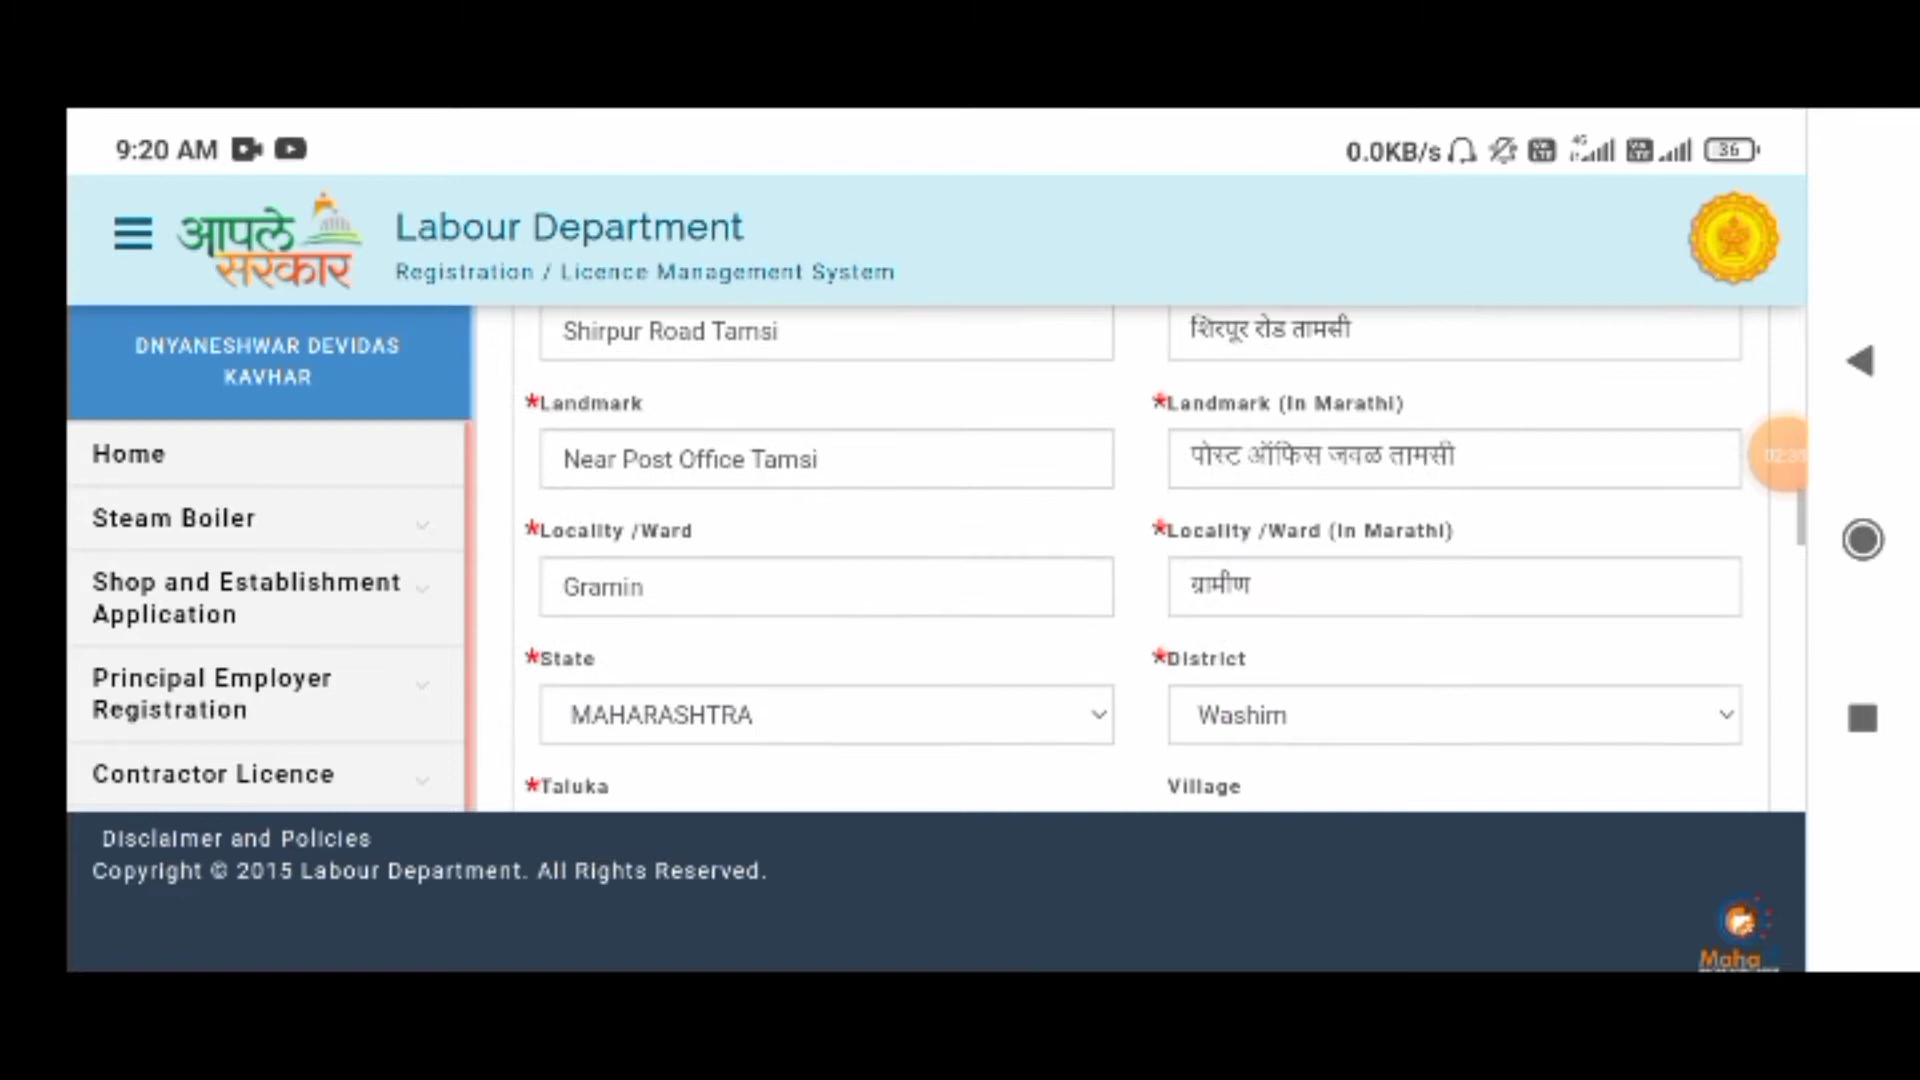 9:20 AM
0.0KB/s
4G
36
आपले
सरकार
Labour Department
Registration / Licence Management System
DNYANESHWAR DEVIDAS
KAVHAR
Home
Steam Boiler
Shop and Establishment
Application
Principal Employer
Registration
Contractor Licence
Shirpur Road Tamsi
शिरपूर रोड तामसी
*Landmark
*Landmark (In Marathi)
Near Post Office Tamsi
पोस्ट ऑफिस जवळ तामसी
*Locality /Ward
*Locality /Ward (In Marathi)
Gramin
ग्रामीण
*State
*District
MAHARASHTRA
Washim
*Taluka
Village
Disclaimer and Policies
Copyright © 2015 Labour Department. All Rights Reserved.
Maha